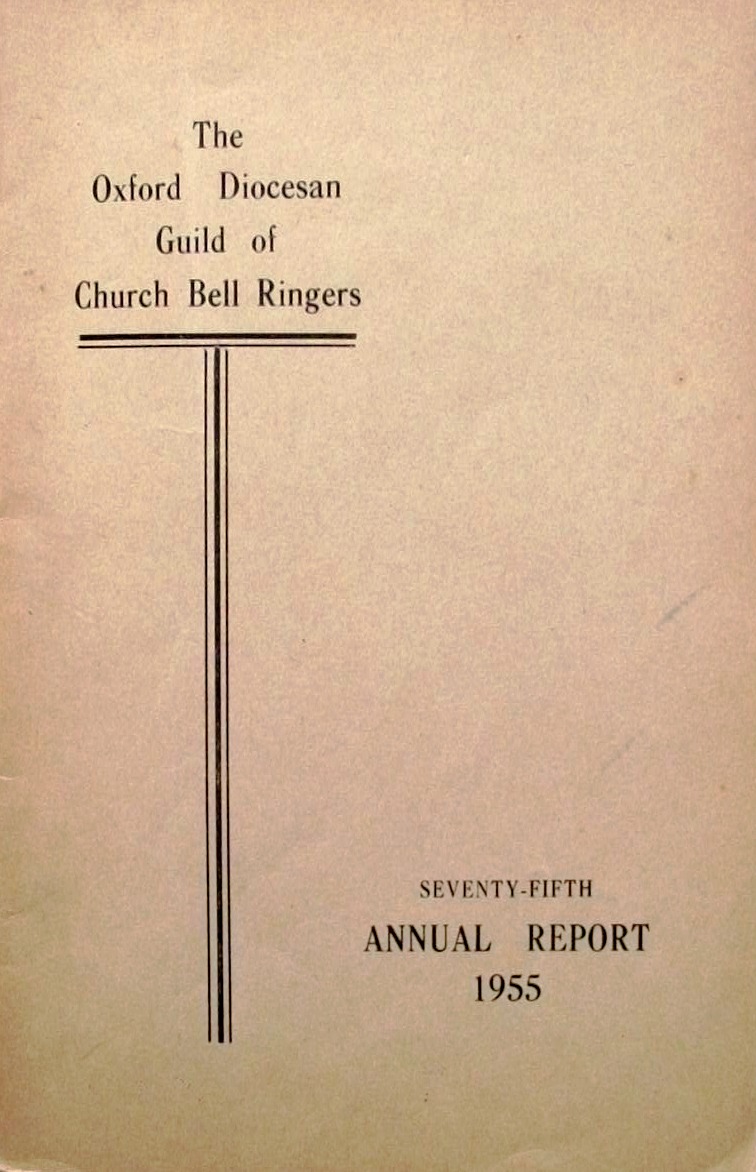 The
Oxford Diocesan
Guild of
Church Bell Ringers
SEVENTY-FIFTH
ANNUAL REPORT
1955